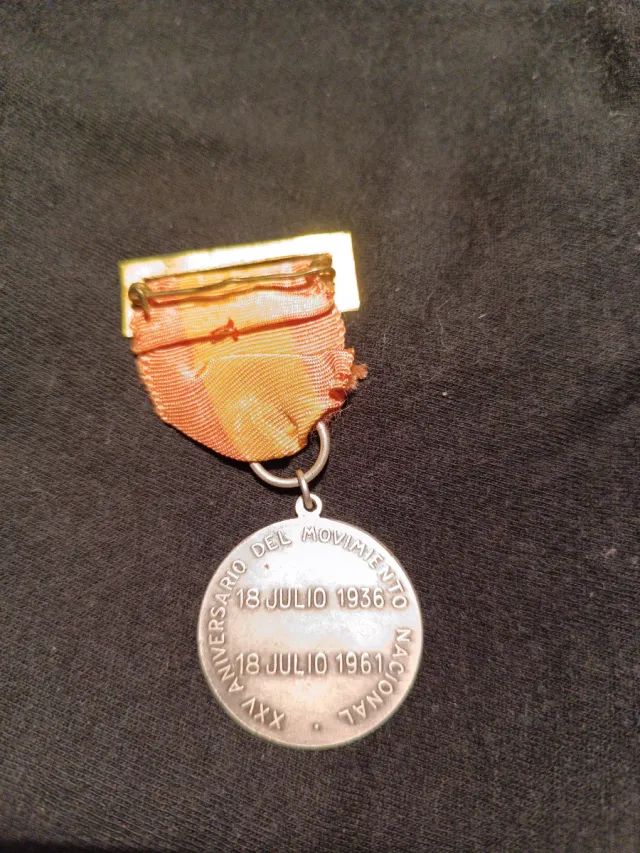 XXV ANIVERSARIO DEL MOVIMIENTO NACIONAL
18 JULIO 1936
18 JULIO 1961